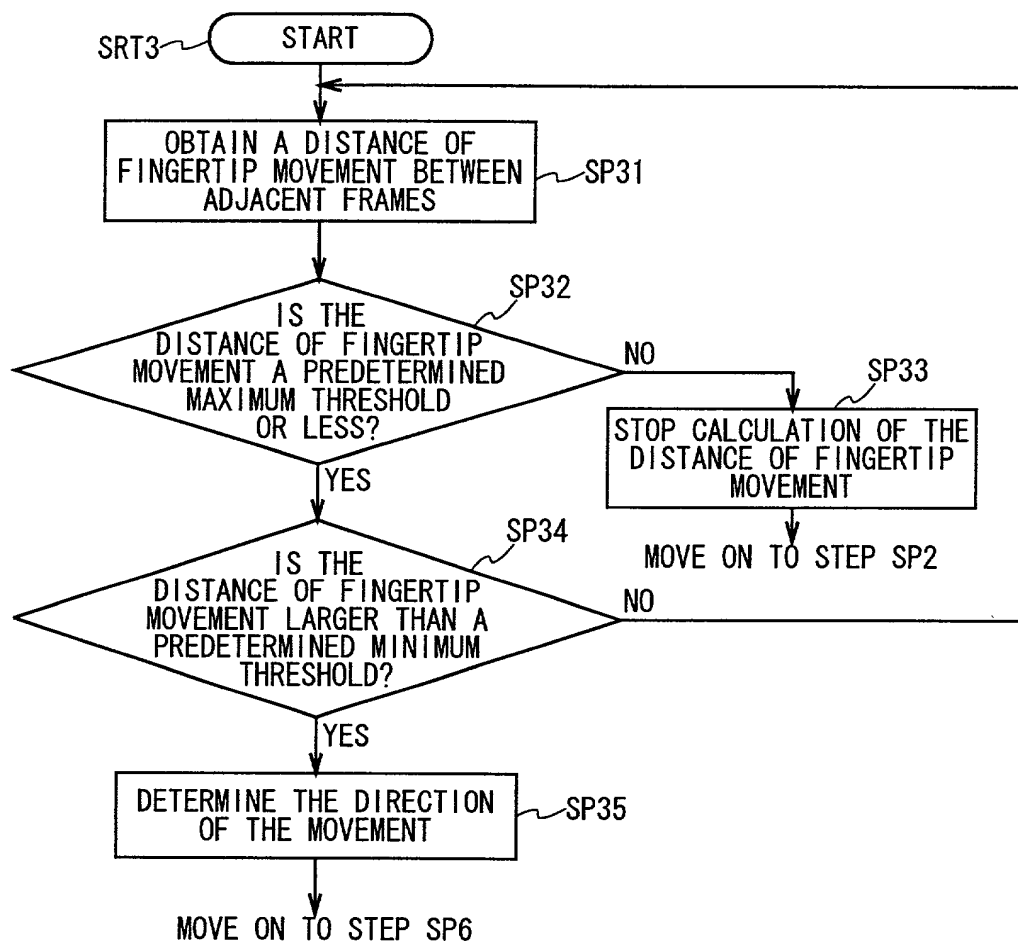 SRT3
START
OBTAIN A DISTANCE OF
FINGERTIP MOVEMENT BETWEEN
ADJACENT FRAMES
SP31
SP32
IS THE
DISTANCE OF FINGERTIP
MOVEMENT A PREDETERMINED
MAXIMUM THRESHOLD
OR LESS?
NO
SP33
STOP CALCULATION OF THE
DISTANCE OF FINGERTIP
MOVEMENT
MOVE ON TO STEP SP2
YES
SP34
IS THE
DISTANCE OF FINGERTIP
MOVEMENT LARGER THAN A
PREDETERMINED MINIMUM
THRESHOLD?
NO
YES
DETERMINE THE DIRECTION
OF THE MOVEMENT
SP35
MOVE ON TO STEP SP6